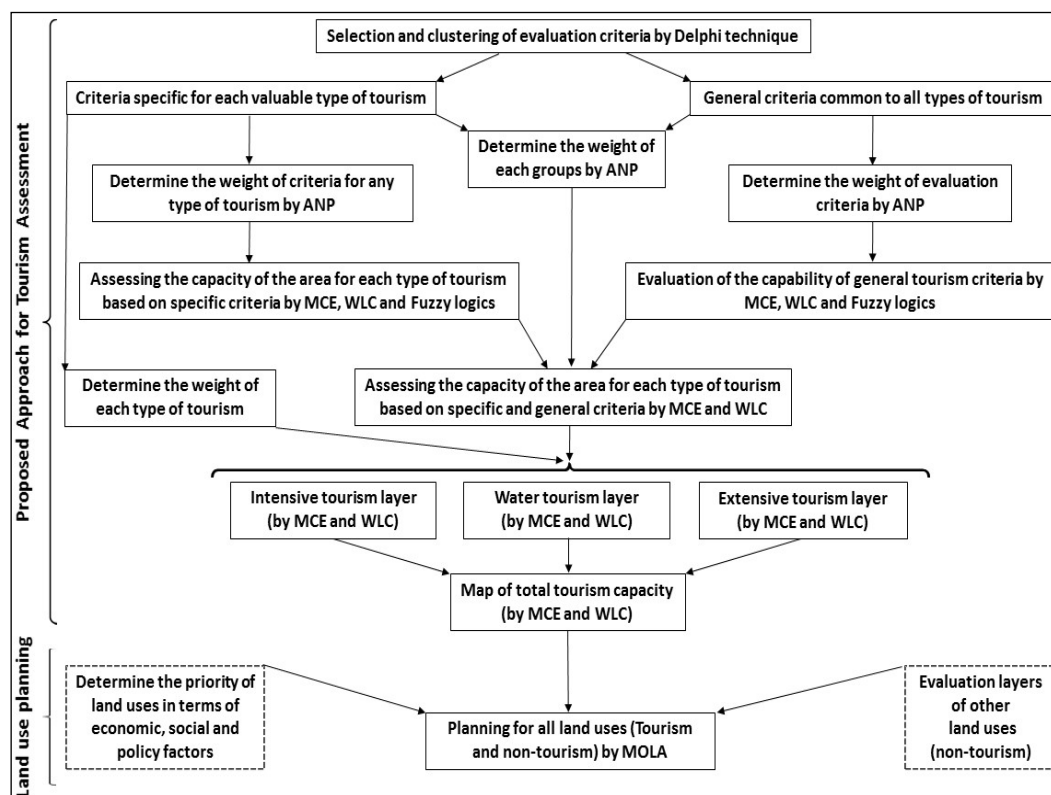 Proposed Approach for Tourism Assessment
Selection and clustering of evaluation criteria by Delphi technique
Criteria specific for each valuable type of tourism
General criteria common to all types of tourism
Determine the weight of
each groups by ANP
Determine the weight of criteria for any
type of tourism by ANP
Determine the weight of evaluation
criteria by ANP
Assessing the capacity of the area for each type of tourism
based on specific criteria by MCE, WLC and Fuzzy logics
Evaluation of the capability of general tourism criteria by
MCE, WLC and Fuzzy logics
Determine the weight of
each type of tourism
Assessing the capacity of the area for each type of tourism
based on specific and general criteria by MCE and WLC
Intensive tourism layer
(by MCE and WLC)
Water tourism layer
(by MCE and WLC)
Extensive tourism layer
(by MCE and WLC)
Map of total tourism capacity
(by MCE and WLC)
Land use planning
Determine the priority of
land uses in terms of
economic, social and
policy factors
Planning for all land uses (Tourism
and non-tourism) by MOLA
Evaluation layers
of other
land uses
(non-tourism)